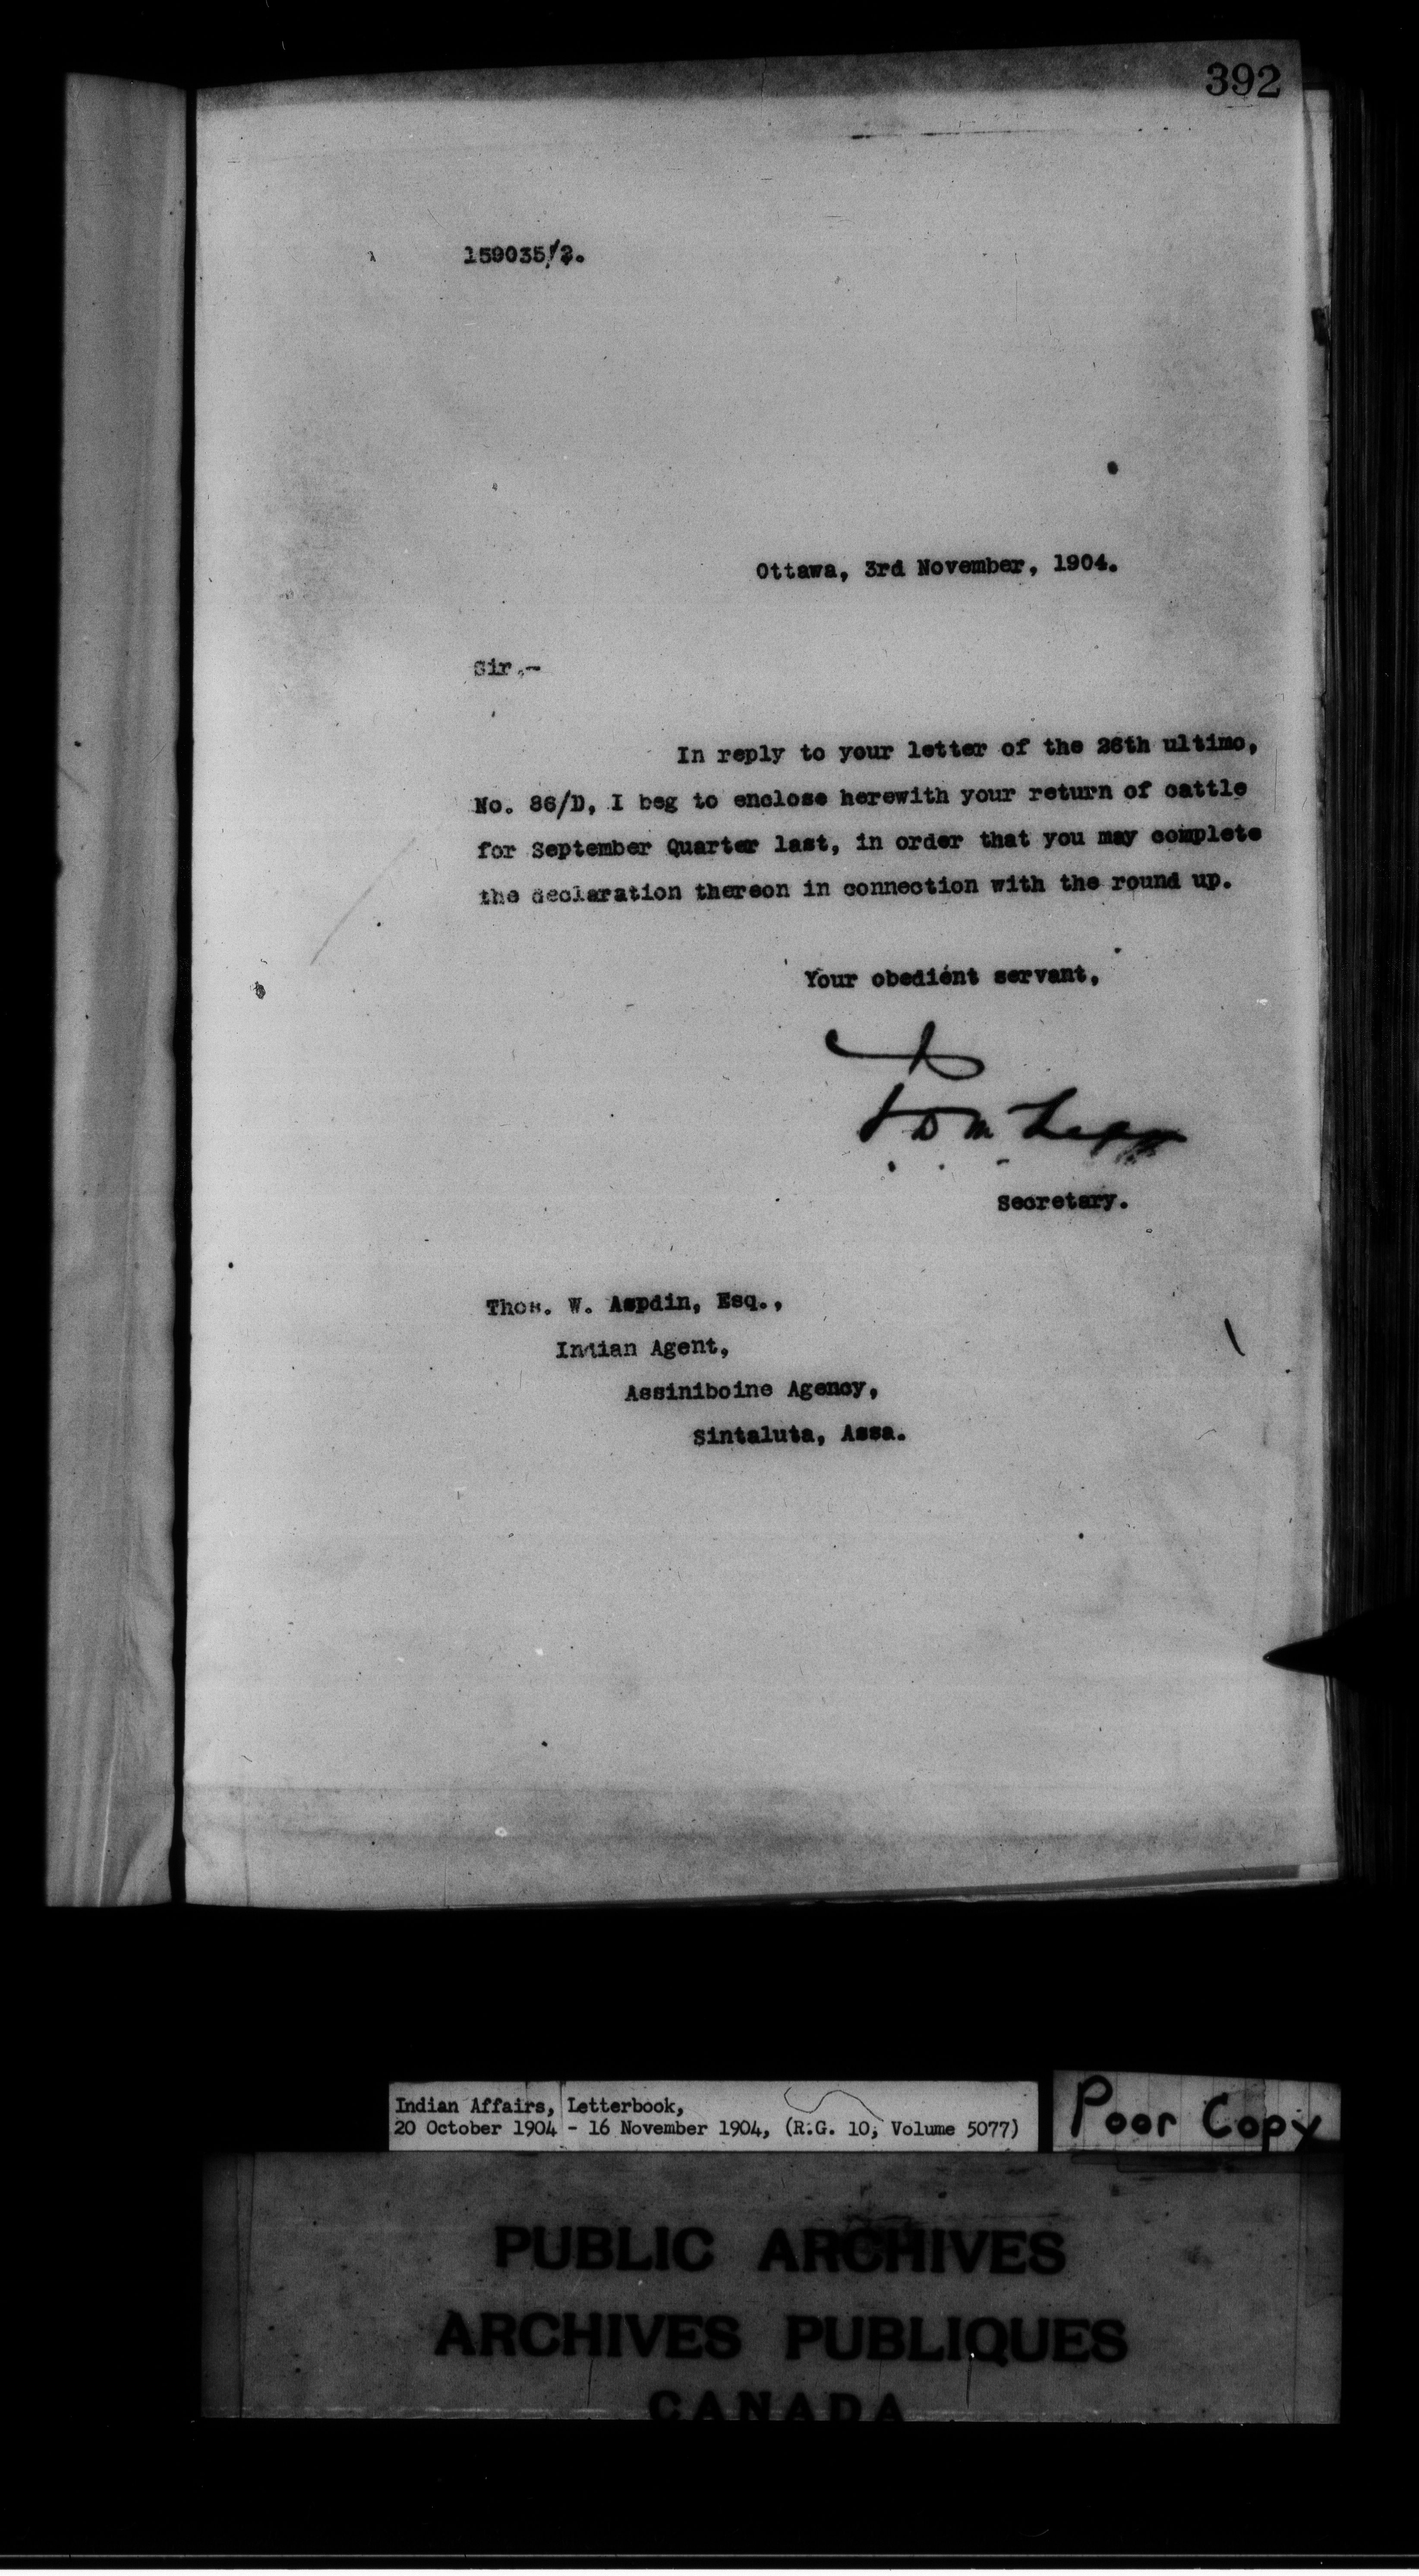 392
159035/2.
Ottawa, 3rd November, 1904.
Sir,-
In reply to your letter of the 26th ultimo,
No. 86/D, I beg to enclose herewith your return of cattle
for September Quarter last, in order that you may complete
the declaration thereon in connection with the round up.
Your obedient servant,
Secretary.
Thos. W. Aspdin, Esq.,
Indian Agent,
Assiniboine Agency,
Sintaluta, Assa.
Indian Affairs, Letterbook,
20 October 1904 - 16 November 1904, (R.G. 10, Volume 5077)
Poor Copy
PUBLIC ARCHIVES
ARCHIVES PUBLIQUES
CANADA